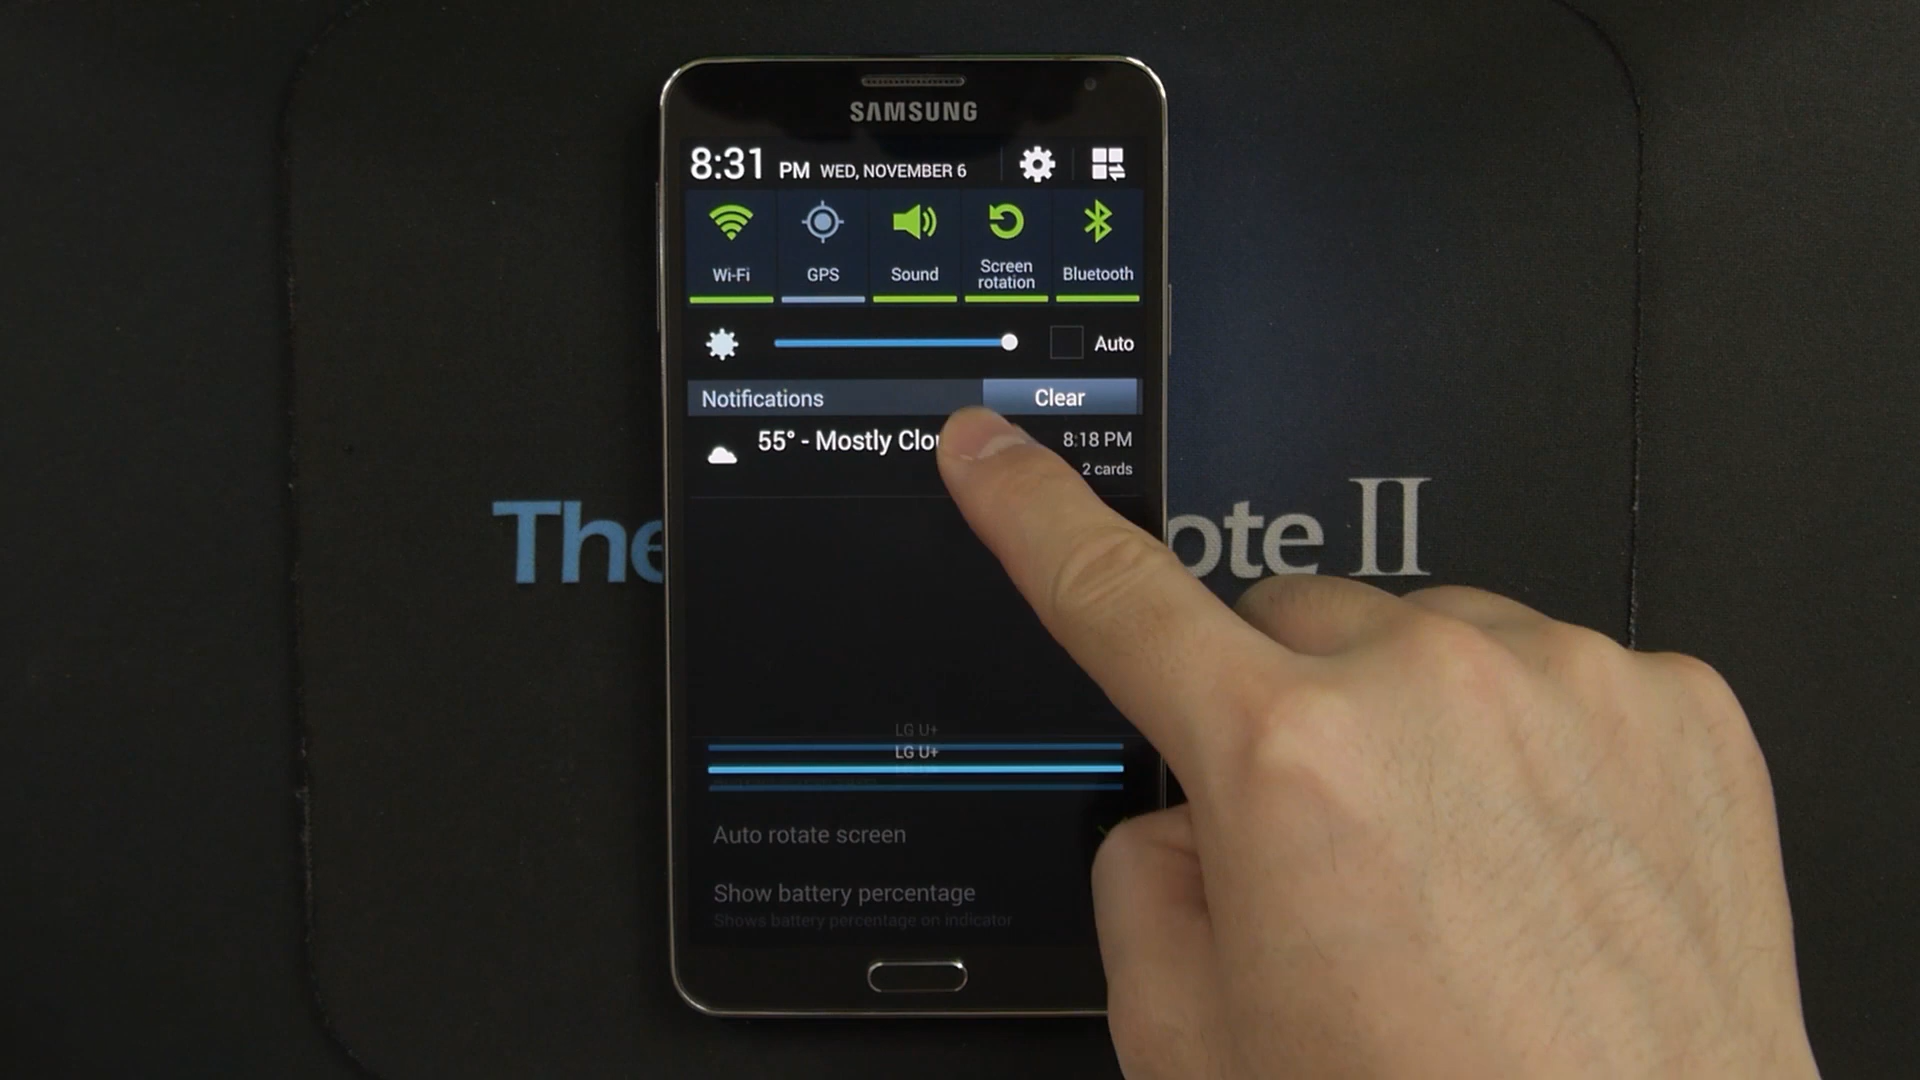 SAMSUNG
8:31 PM WED, NOVEMBER 6
Wi-Fi
GPS
Sound
Screen
rotation
Bluetooth
Auto
Notifications
Clear
55° - Mostly Clou
8:18 PM
2 cards
The
ote II
LG U+
LG U+
Auto rotate screen
Show battery percentage
Shows battery percentage on indicator